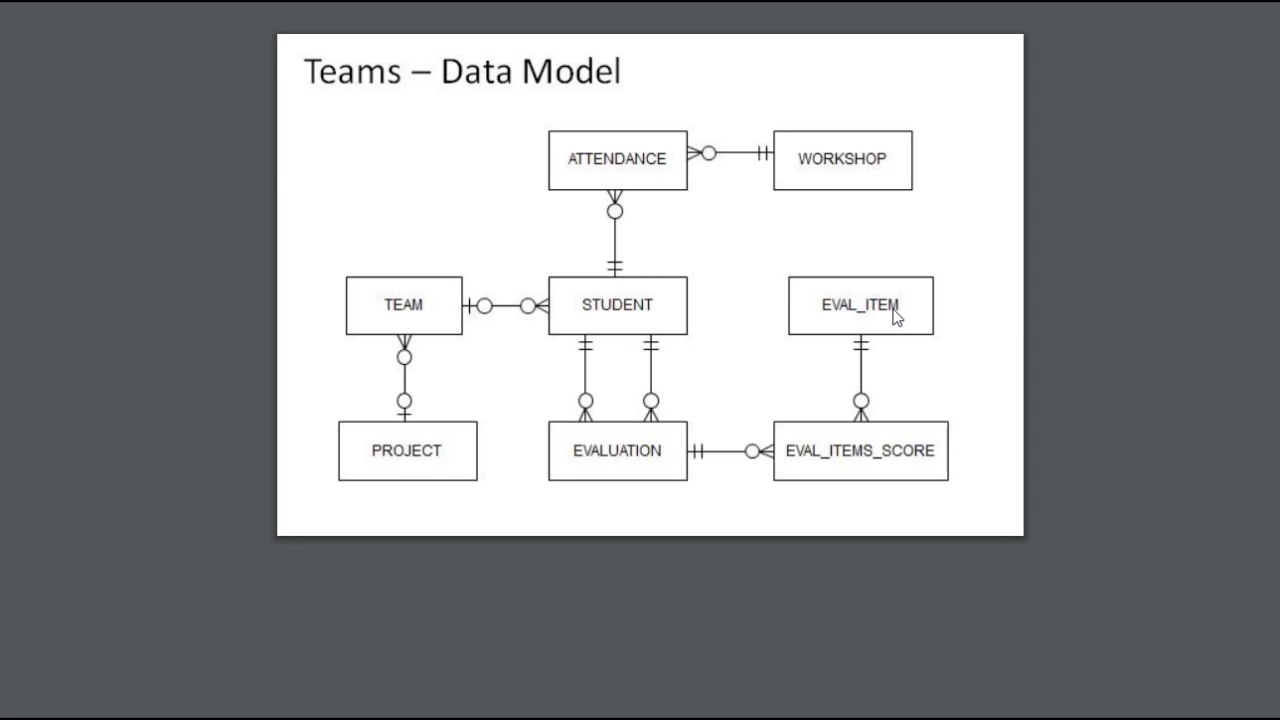 Teams – Data Model
ATTENDANCE
WORKSHOP
TEAM
STUDENT
EVAL_ITEM
PROJECT
EVALUATION
EVAL_ITEMS_SCORE